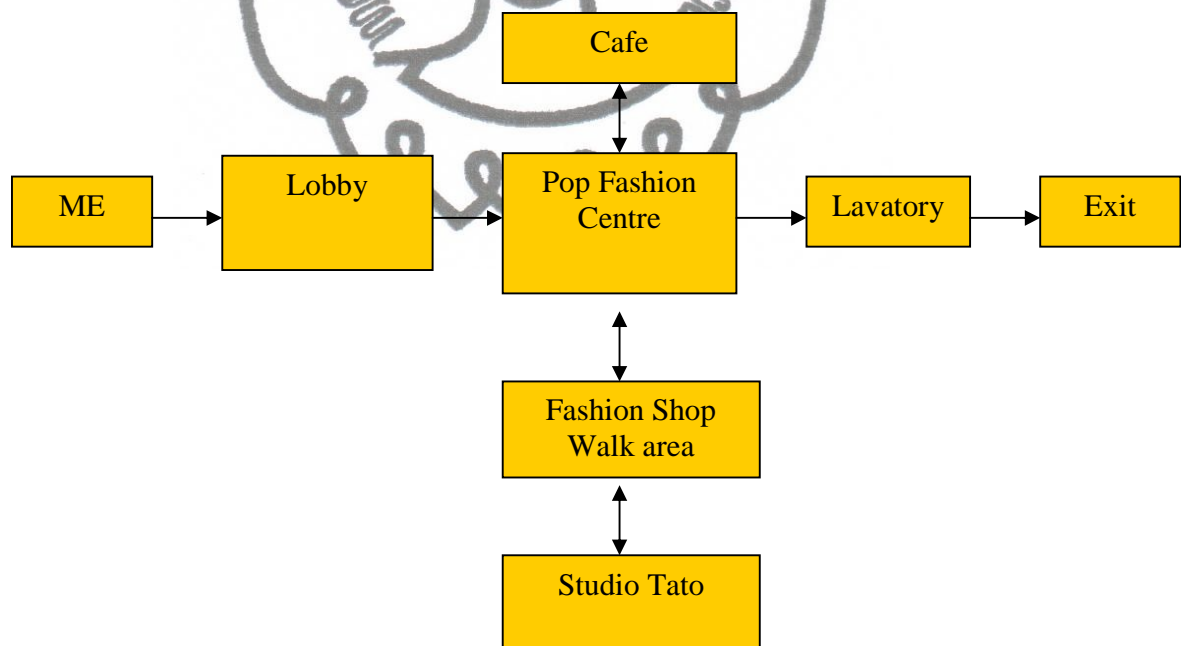 Cafe
ME
Lobby
Pop Fashion
Centre
Lavatory
Exit
Fashion Shop
Walk area
Studio Tato